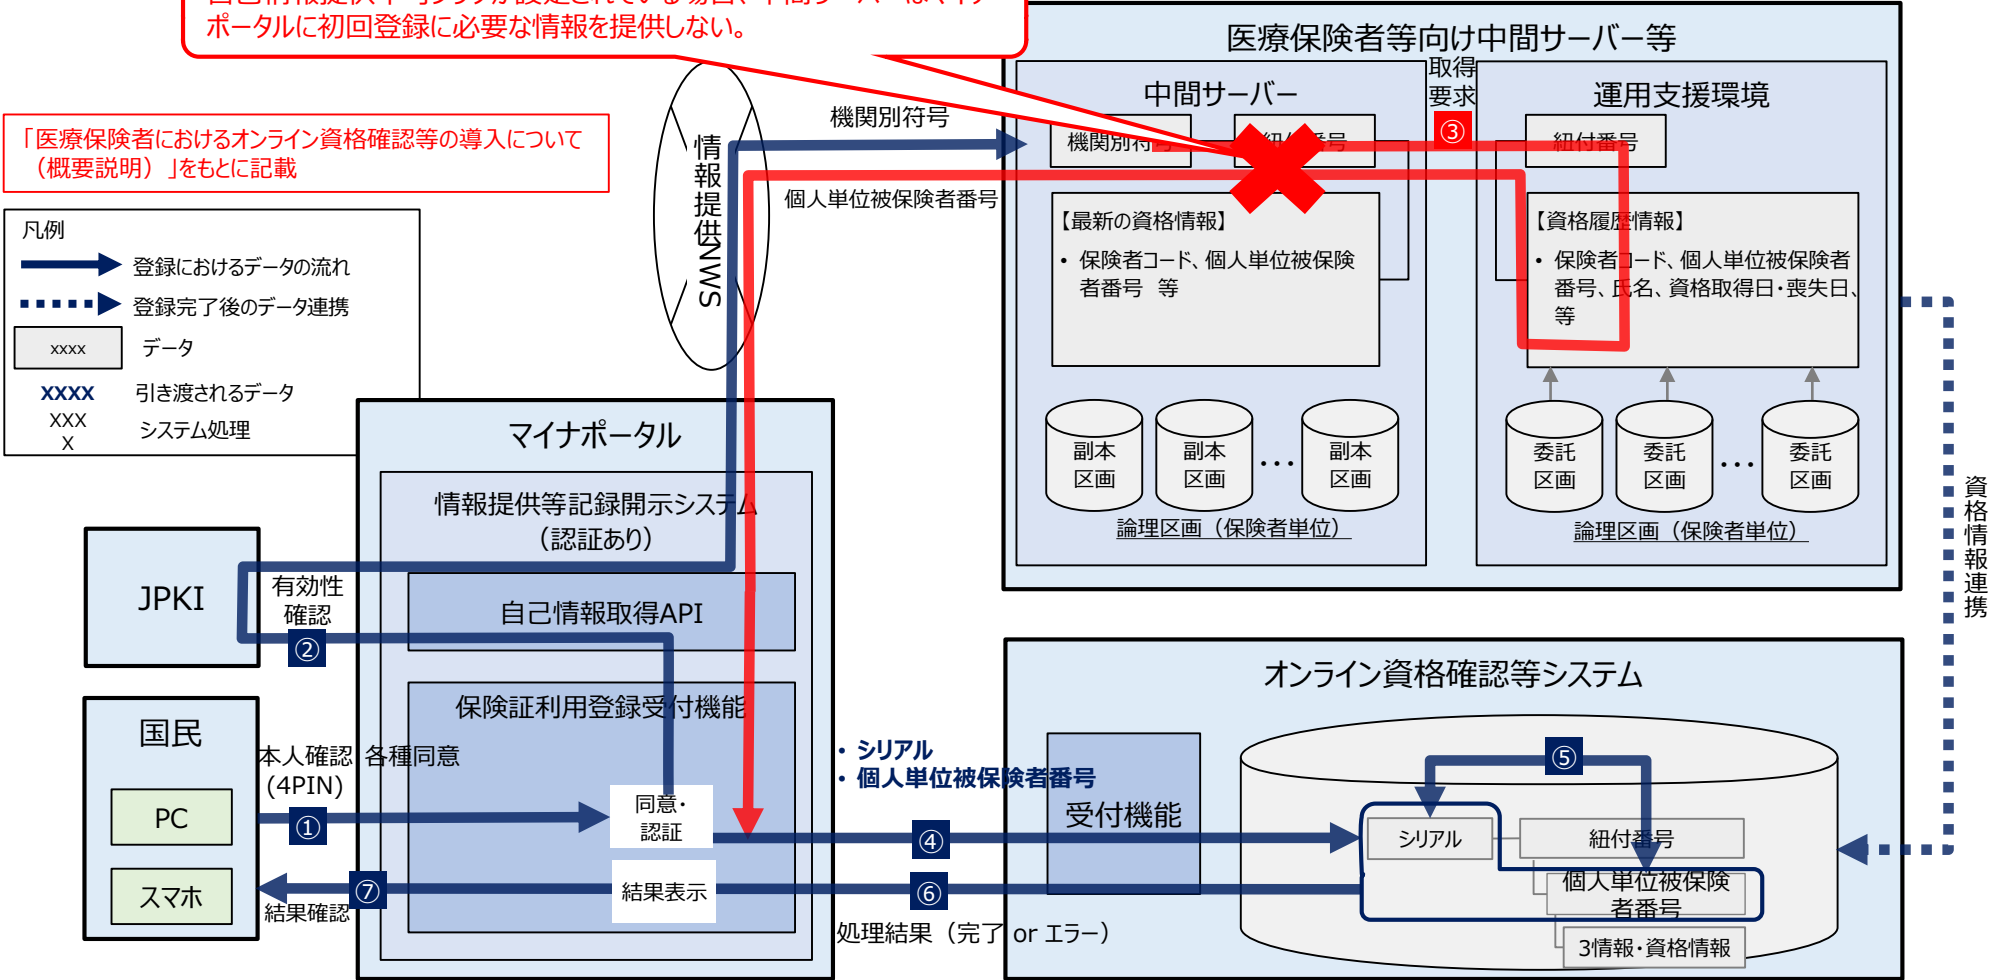 ポータルに初回登録に必要な情報を提供しない。
「医療保険者におけるオンライン資格確認等の導入について
（概要説明）」をもとに記載
凡例
登録におけるデータの流れ
登録完了後のデータ連携
xxxx
データ
XXXX
引き渡されるデータ
XXX
X
システム処理
情報提供NWS
機関別符号
個人単位被保険者番号
医療保険者等向け中間サーバー等
中間サーバー
取得
要求
③
運用支援環境
機関別符号
紐付番号
紐付番号
【最新の資格情報】
・ 保険者コード、個人単位被保険
者番号　等
【資格履歴情報】
・ 保険者コード、個人単位被保険者
番号、氏名、資格取得日・喪失日、
等
副本
区画
副本
区画
…
副本
区画
論理区画（保険者単位）
委託
区画
委託
区画
…
委託
区画
論理区画（保険者単位）
資格情報連携
マイナポータル
情報提供等記録開示システム
（認証あり）
自己情報取得API
保険証利用登録受付機能
JPKI
有効性
確認
②
国民
PC
スマホ
本人確認
(4PIN)
各種同意
①
同意・
認証
結果表示
⑦
結果確認
・ シリアル
・ 個人単位被保険者番号
④
⑥
処理結果（完了 or エラー）
オンライン資格確認等システム
受付機能
⑤
シリアル
紐付番号
個人単位被保険
者番号
3情報・資格情報